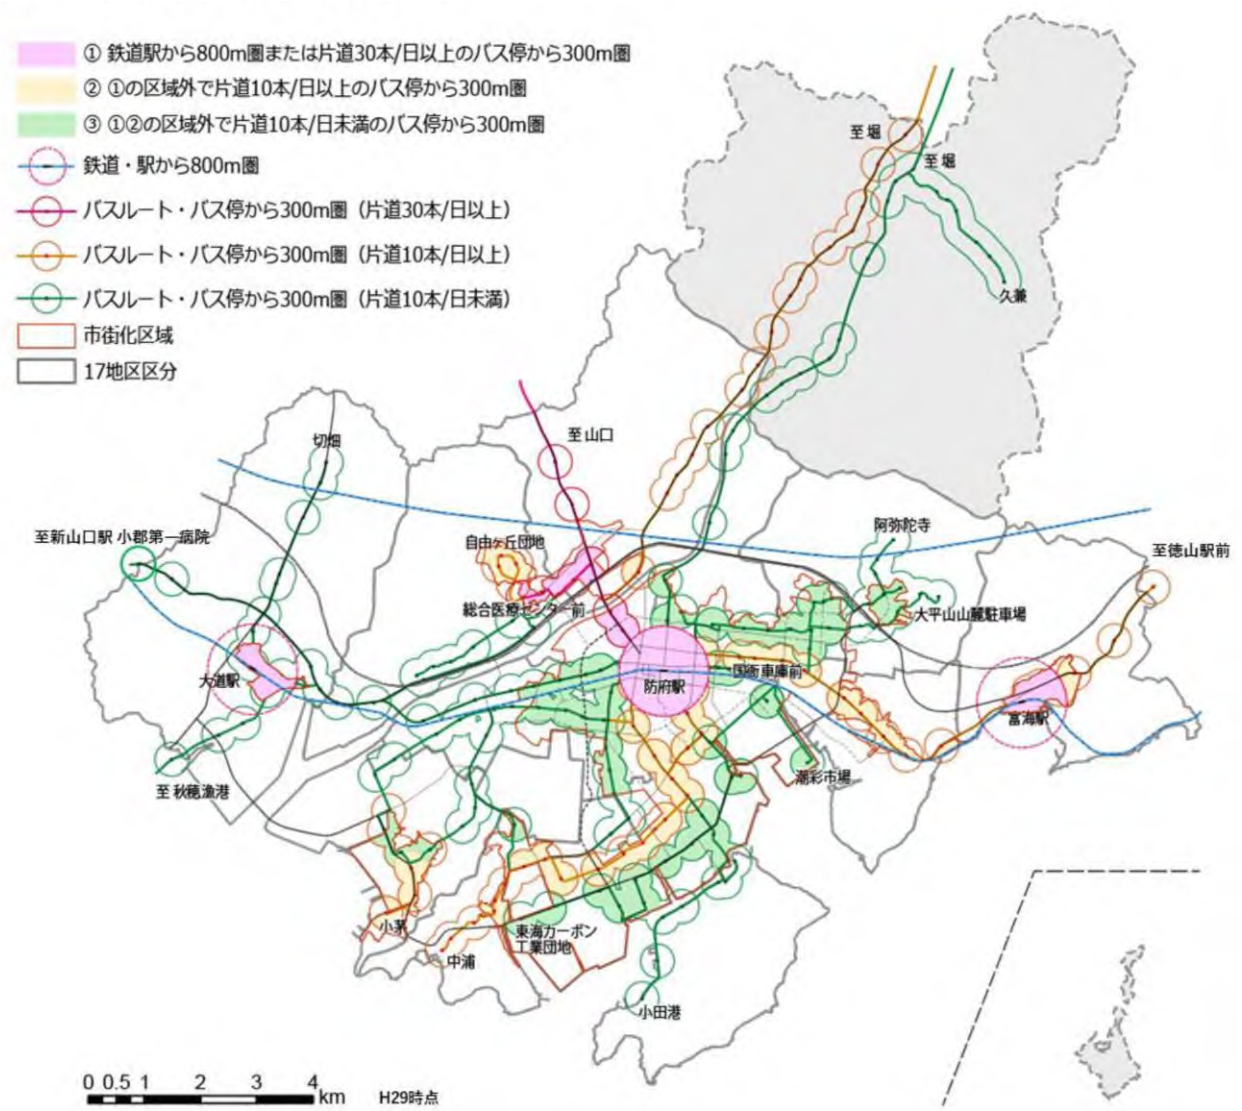 ① 鉄道駅から800m圏または片道30本/日以上のバス停から300m圏
② ①の区域外で片道10本/日以上のバス停から300m圏
③ ①②の区域外で片道10本/日未満のバス停から300m圏
鉄道・駅から800m圏
バスルート・バス停から300m圏（片道30本/日以上）
バスルート・バス停から300m圏（片道10本/日以上）
バスルート・バス停から300m圏（片道10本/日未満）
市街化区域
17地区区分
至 堀
至 堀
久兼
至 山口
切畑
至新山口駅 小郡第一病院
自由ヶ丘団地
阿弥陀寺
至徳山駅前
総合医療センター前
大平山山麓駐車場
大道駅
防府駅
国衙車庫前
富海駅
潮彩市場
至 秋穂漁港
小茅
中浦
東海カーボン
工業団地
小田港
0 0.5 1 2 3 4
km
H29時点